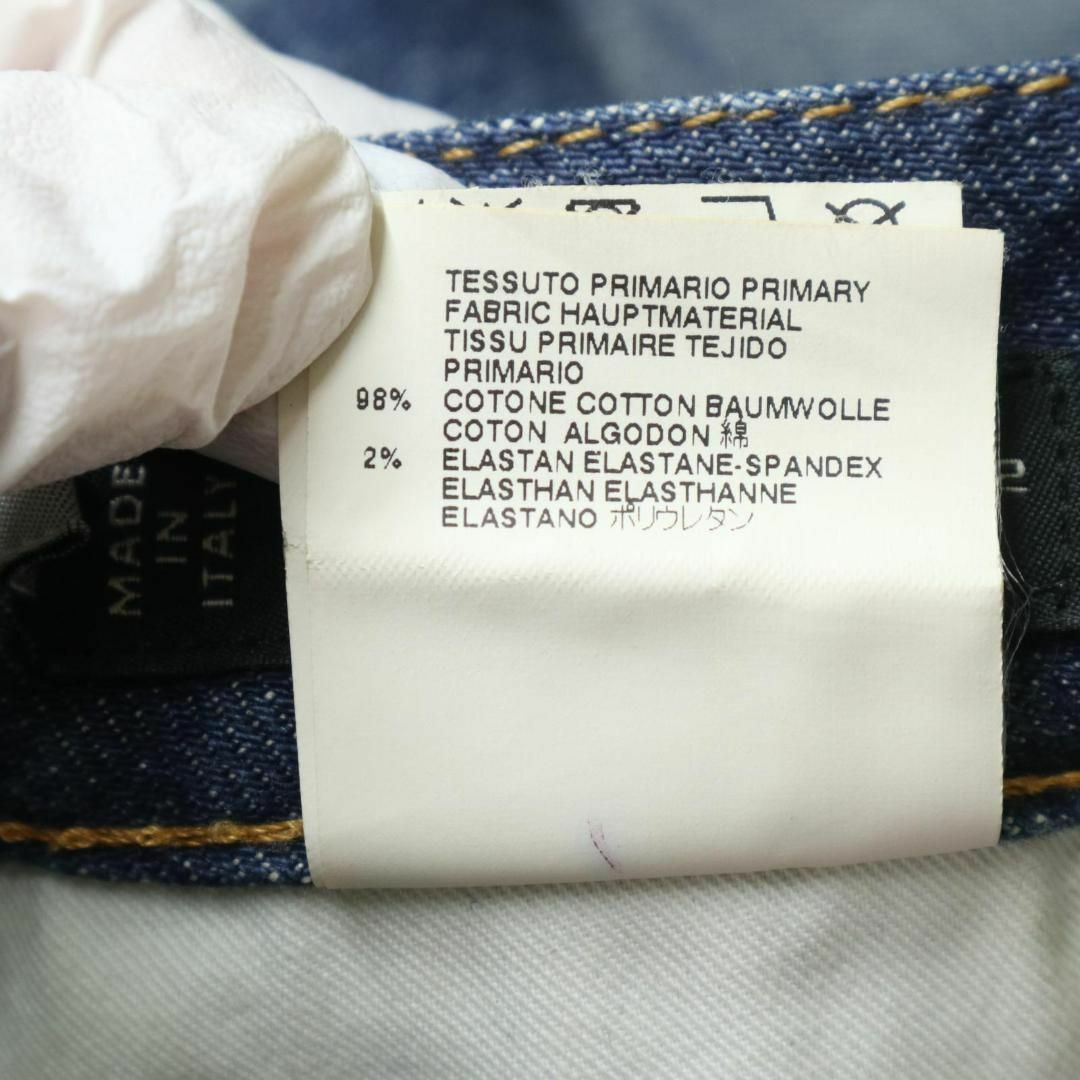 TESSUTO PRIMARIO PRIMARY
FABRIC HAUPTMATERIAL
TISSU PRIMAIRE TEJIDO
PRIMARIO
98% COTONE COTTON BAUMWOLLE
COTON ALGODON 綿
2% ELASTAN ELASTANE-SPANDEX
ELASTHAN ELASTHANNE
ELASTANO ポリウレタン
MADE
IN
ITALY